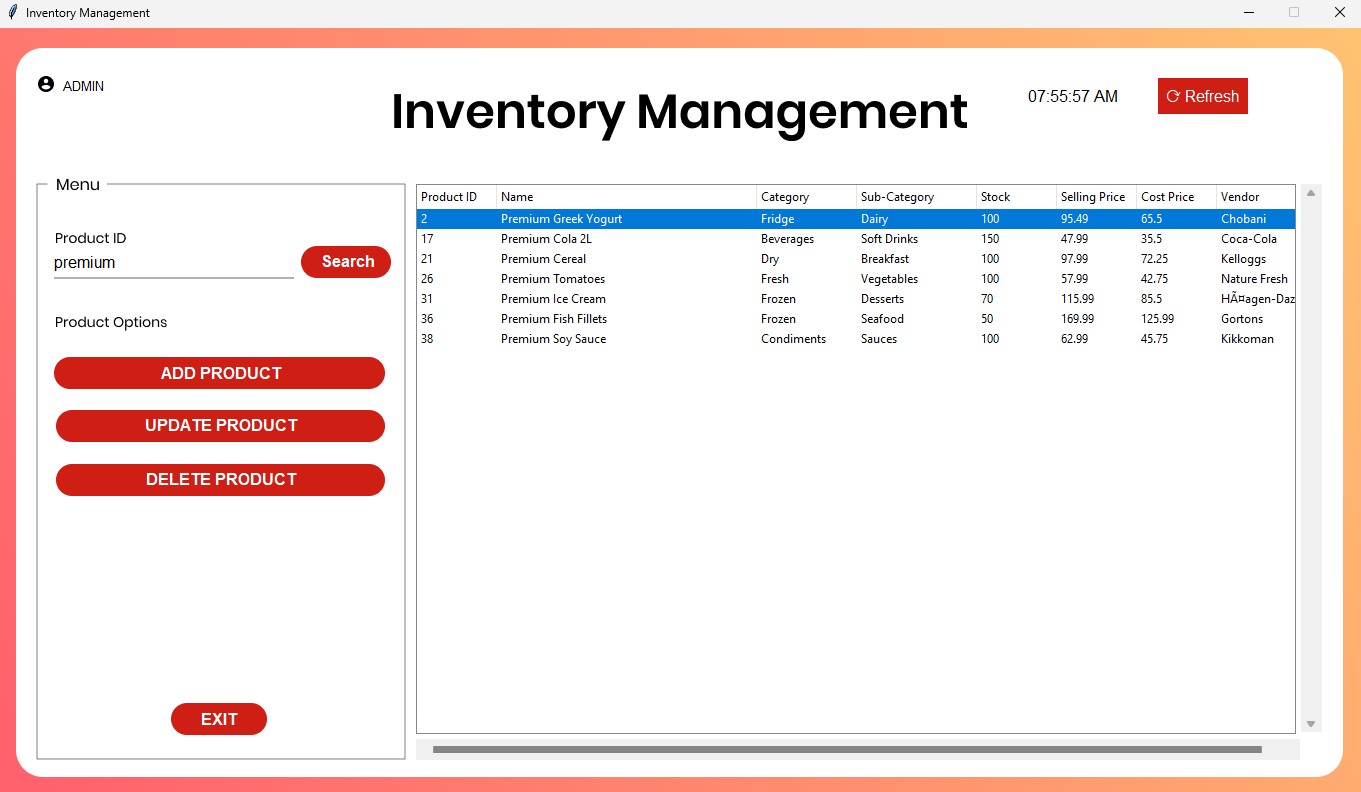 Inventory Management
ADMIN
Inventory Management
07:55:57 AM
Refresh
Menu
Product ID
premium
Search
Product Options
ADD PRODUCT
UPDATE PRODUCT
DELETE PRODUCT
EXIT
Product ID Name Category Sub-Category Stock Selling Price Cost Price Vendor
2 Premium Greek Yogurt Fridge Dairy 100 95.49 65.5 Chobani
17 Premium Cola 2L Beverages Soft Drinks 150 47.99 35.5 Coca-Cola
21 Premium Cereal Dry Breakfast 100 97.99 72.25 Kelloggs
26 Premium Tomatoes Fresh Vegetables 100 57.99 42.75 Nature Fresh
31 Premium Ice Cream Frozen Desserts 70 115.99 85.5 HÃ¤agen-Daz
36 Premium Fish Fillets Frozen Seafood 50 169.99 125.99 Gortons
38 Premium Soy Sauce Condiments Sauces 100 62.99 45.75 Kikkoman